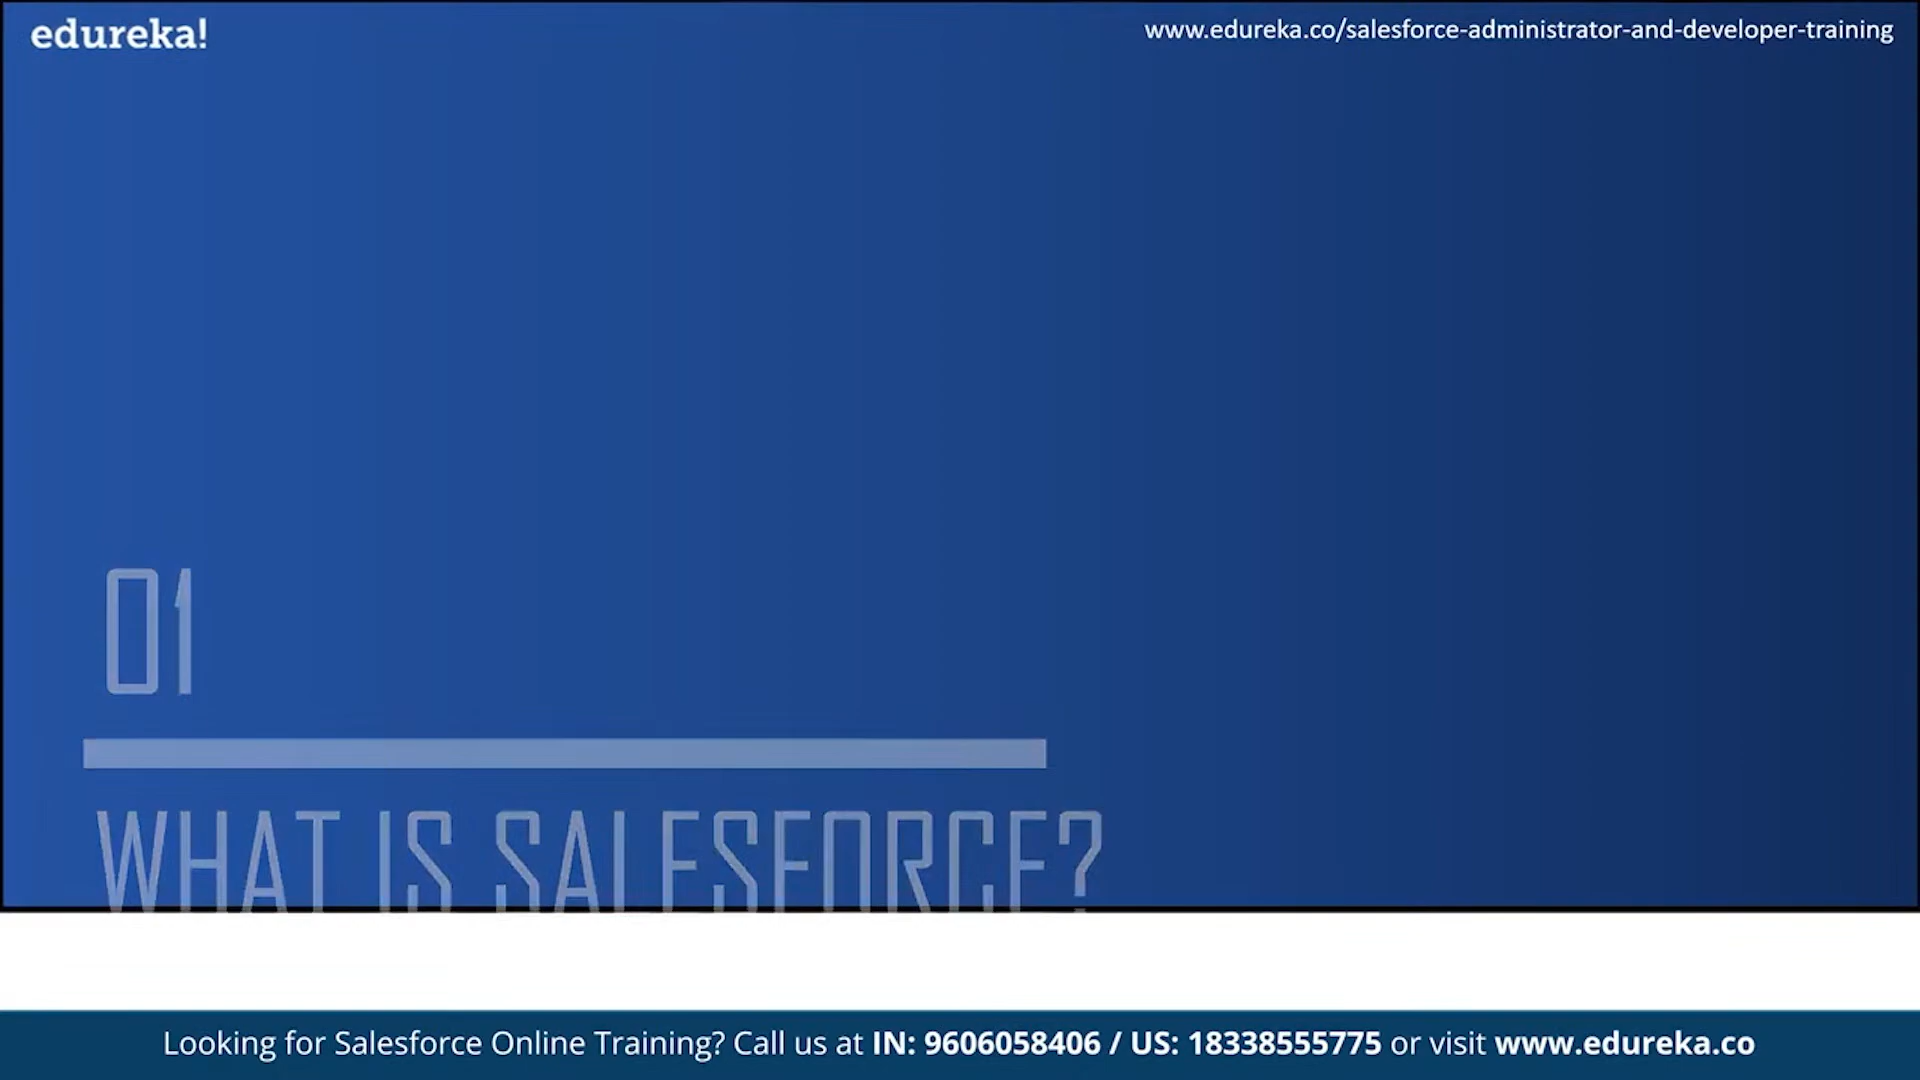 edureka!
www.edureka.co/salesforce-administrator-and-developer-training
01
WHAT IS SALESFORCE?
Looking for Salesforce Online Training? Call us at IN: 9606058406 / US: 18338555775 or visit www.edureka.co